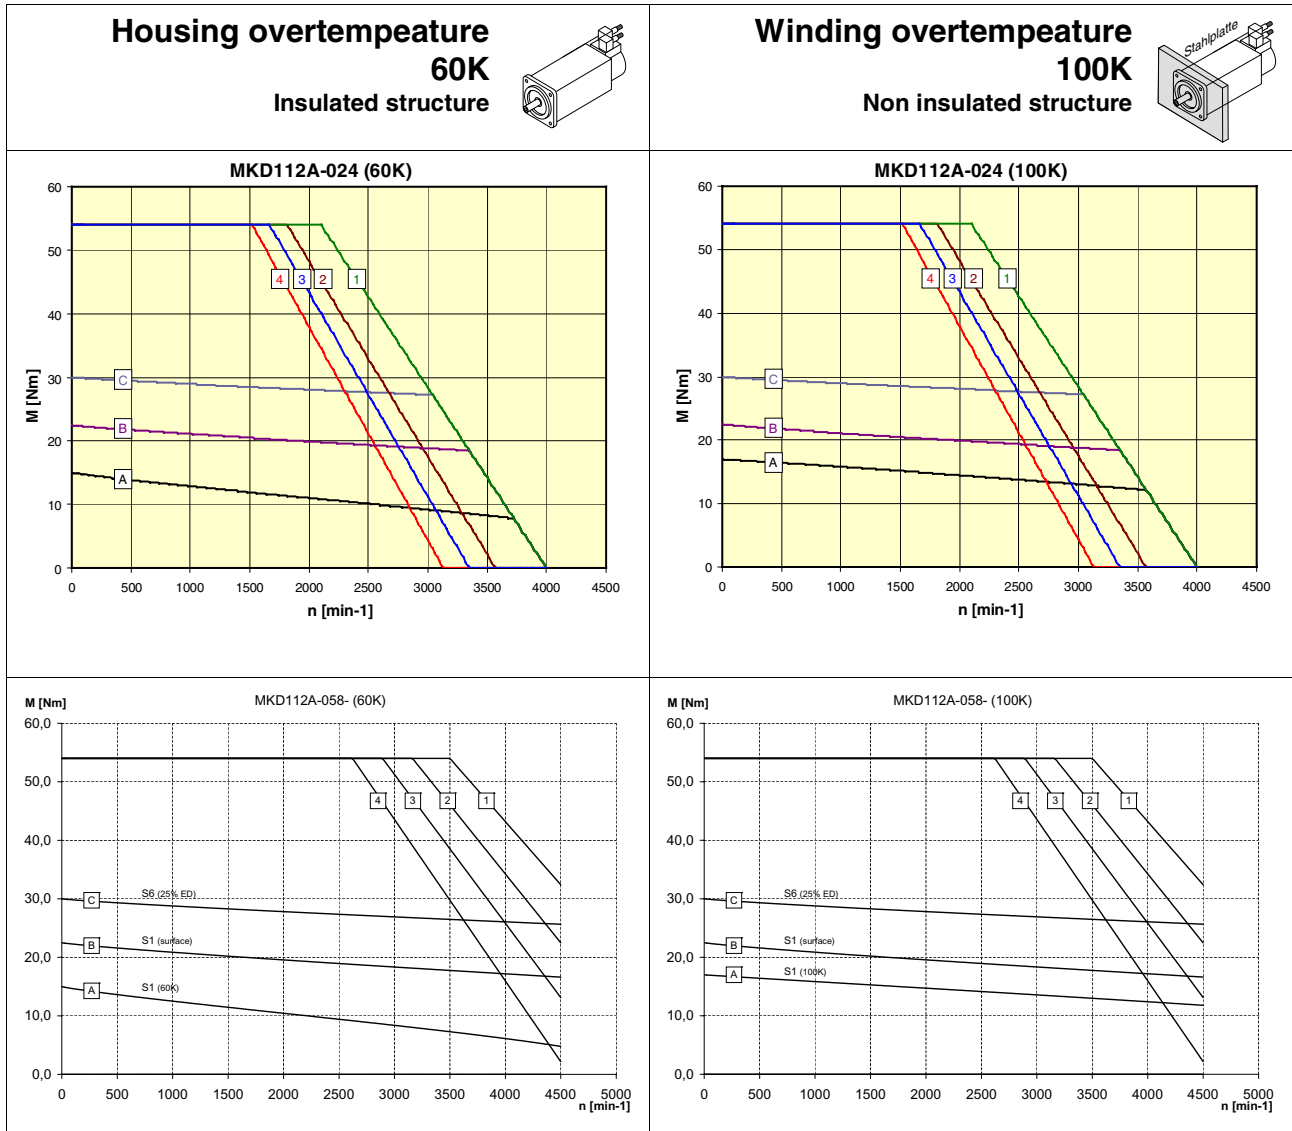 Housing overtempeature
60K
Insulated structure
Winding overtempeature
100K
Non insulated structure
Stahlplatte
MKD112A-024 (60K)
60
50
40
30
20
10
0
M [Nm]
4 3 2 1
C
B
A
0 500 1000 1500 2000 2500 3000 3500 4000 4500
n [min-1]
MKD112A-024 (100K)
60
50
40
30
20
10
0
M [Nm]
4 3 2 1
C
B
A
0 500 1000 1500 2000 2500 3000 3500 4000 4500
n [min-1]
M [Nm]
MKD112A-058- (60K)
60,0
50,0
40,0
30,0
20,0
10,0
0,0
4 3 2 1
C S6 (25% ED)
B S1 (surface)
A S1 (60K)
0 500 1000 1500 2000 2500 3000 3500 4000 4500 5000
n [min-1]
M [Nm]
MKD112A-058- (100K)
60,0
50,0
40,0
30,0
20,0
10,0
0,0
4 3 2 1
C S6 (25% ED)
B S1 (surface)
A S1 (100K)
0 500 1000 1500 2000 2500 3000 3500 4000 4500 5000
n [min-1]